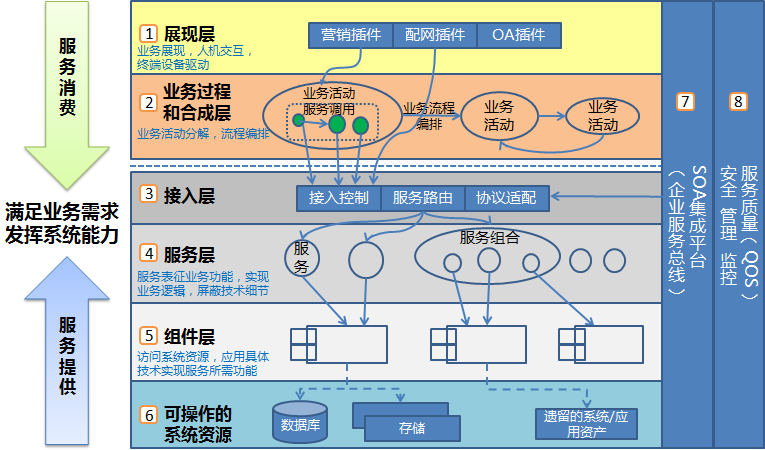 服务消费
满足业务需求
发挥系统能力
服务提供
1 展现层
业务展现，人机交互，
终端设备驱动
营销插件
配网插件
OA插件
2 业务过程
和合成层
业务活动分解，流程编排
业务活动
服务调用
业务流程
编排
业务
活动
业务
活动
3 接入层
接入控制
服务路由
协议适配
4 服务层
服务表征业务功能，实现
业务逻辑，屏蔽技术细节
服务
服务组合
5 组件层
访问系统资源，应用具体
技术实现服务所需功能
6 可操作的
系统资源
数据库
存储
遗留的系统/应
用资产
7
SOA集成平台
（企业服务总线）
8
服务质量（QOS）
安全 管理 监控